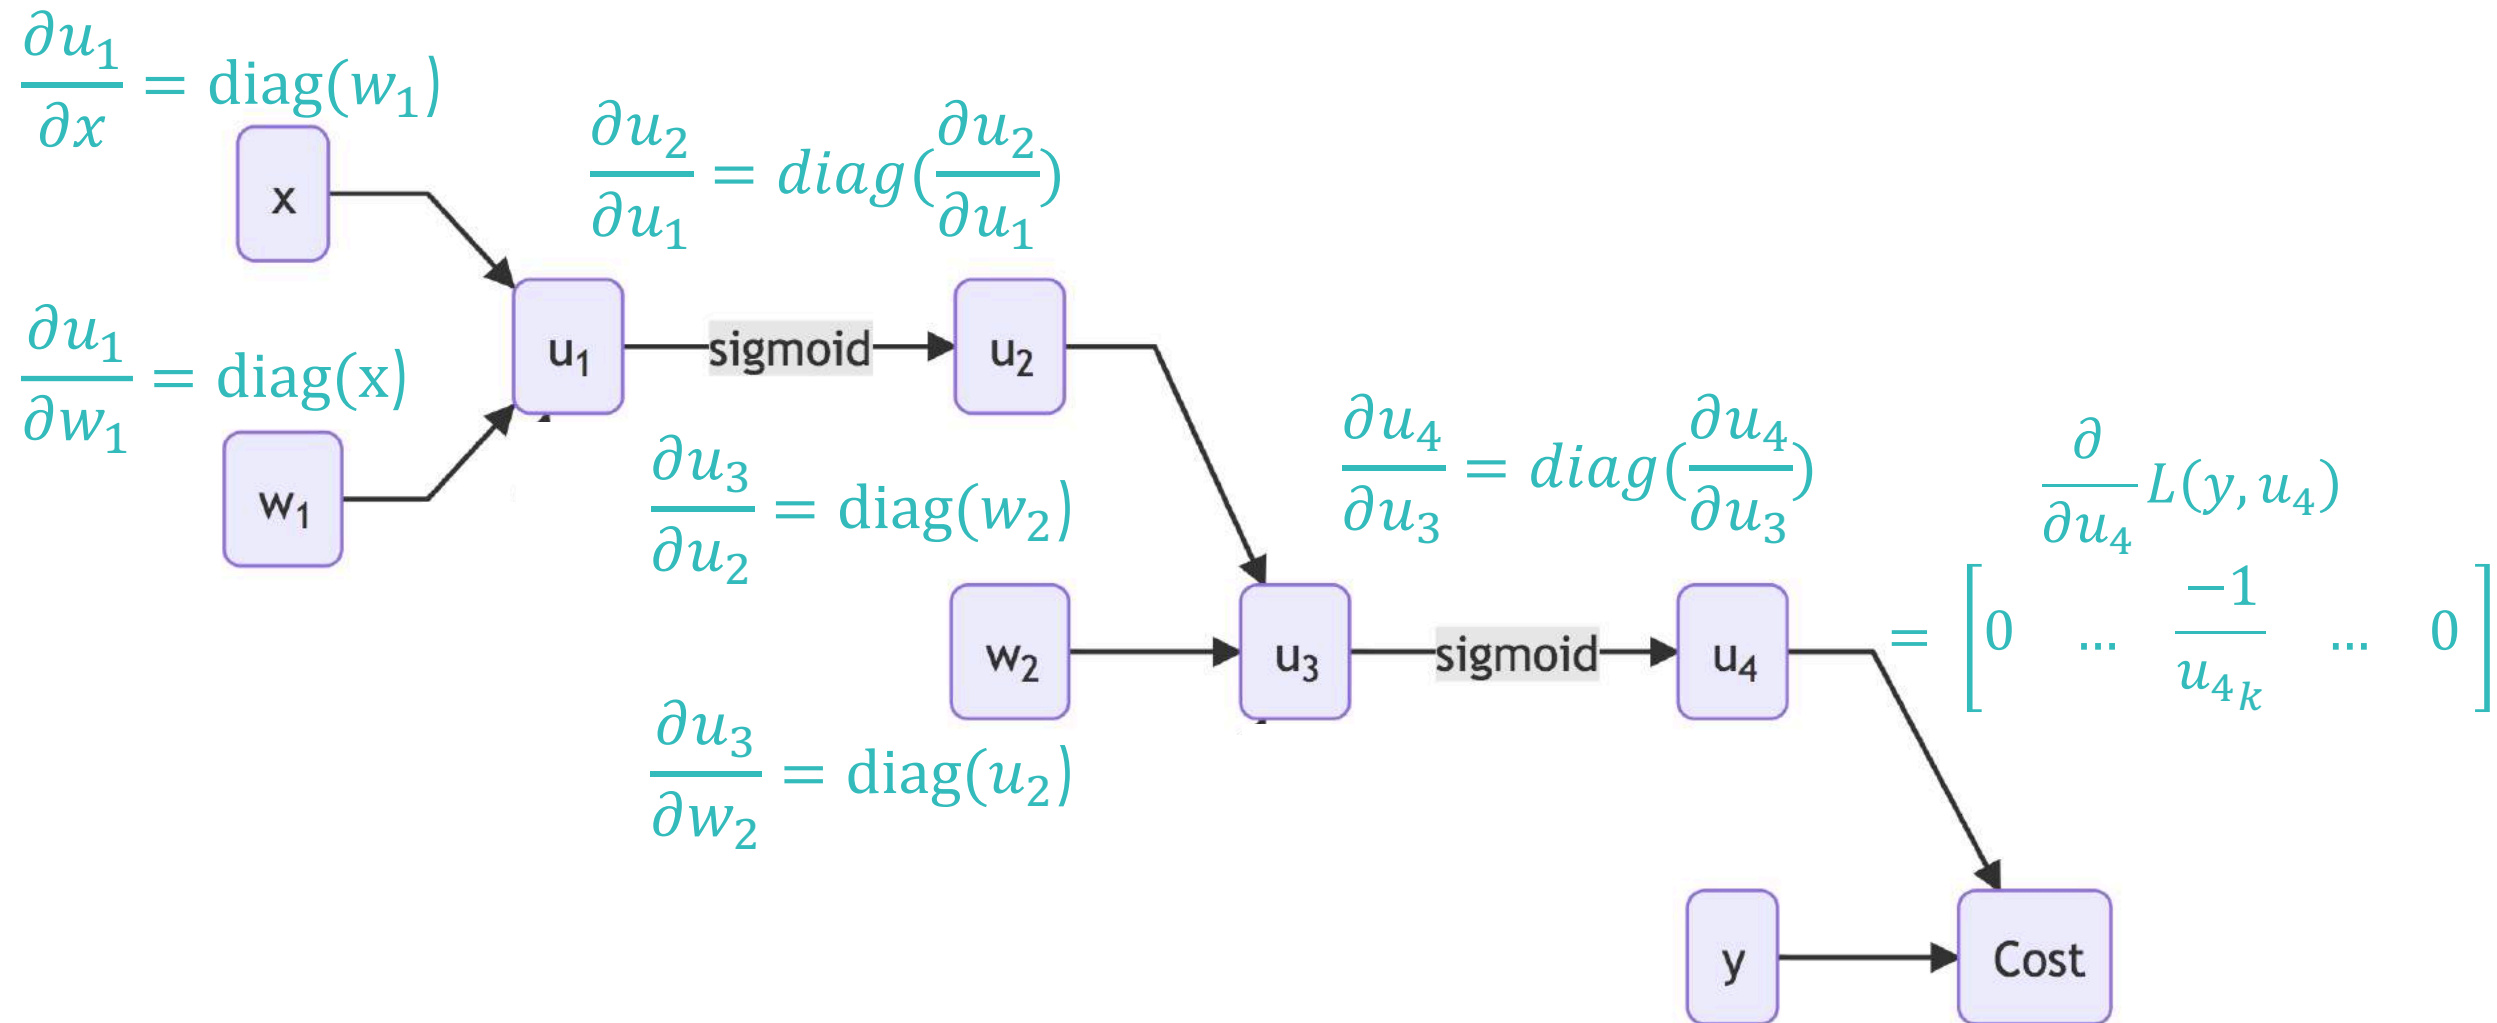 ∂u₁/∂x = diag(w₁)
x
∂u₂/∂u₁ = diag(∂u₂/∂u₁)
∂u₁/∂w₁ = diag(x)
w₁
u₁
sigmoid
u₂
∂u₃/∂u₂ = diag(w₂)
∂u₄/∂u₃ = diag(∂u₄/∂u₃)
∂/∂u₄ L(y, u₄)
= [0 ... −1/u₄ₖ ... 0]
w₂
u₃
sigmoid
u₄
∂u₃/∂w₂ = diag(u₂)
y
Cost